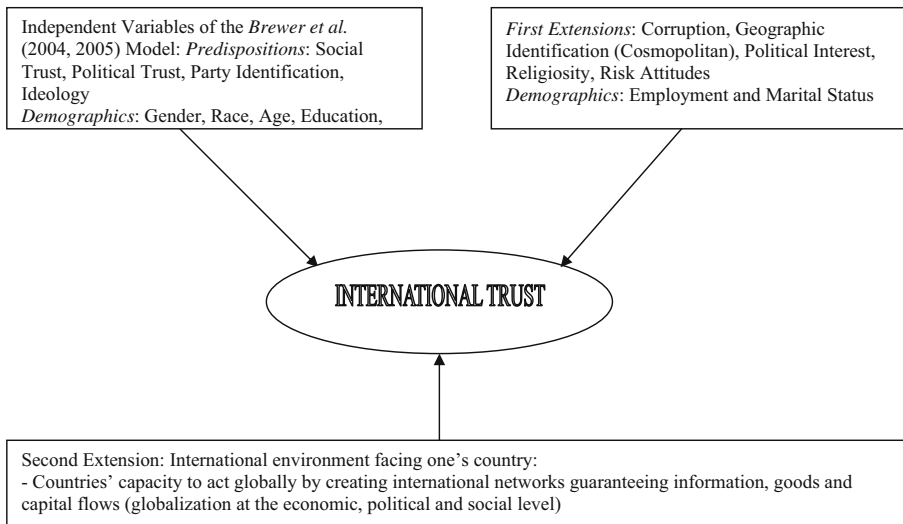 Independent Variables of the Brewer et al.
(2004, 2005) Model: Predispositions: Social
Trust, Political Trust, Party Identification,
Ideology
Demographics: Gender, Race, Age, Education,
First Extensions: Corruption, Geographic
Identification (Cosmopolitan), Political Interest,
Religiosity, Risk Attitudes
Demographics: Employment and Marital Status
INTERNATIONAL TRUST
Second Extension: International environment facing one's country:
- Countries' capacity to act globally by creating international networks guaranteeing information, goods and
capital flows (globalization at the economic, political and social level)